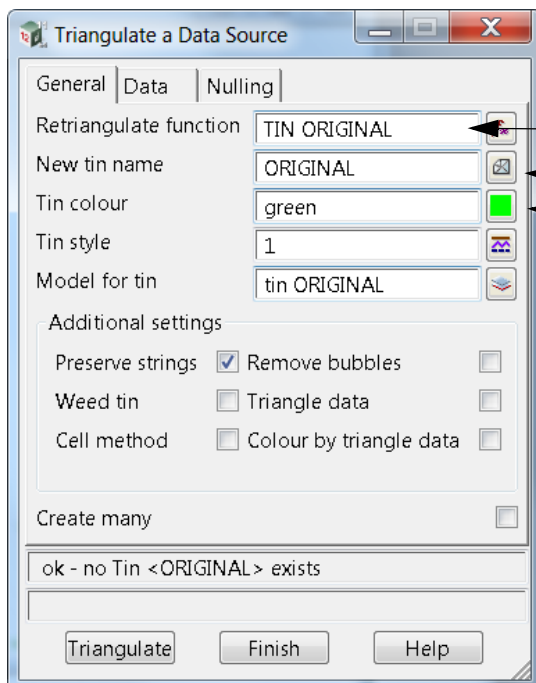 Triangulate a Data Source
General Data Nulling
Retriangulate function TIN ORIGINAL
New tin name ORIGINAL
Tin colour green
Tin style 1
Model for tin tin ORIGINAL
Additional settings
Preserve strings Remove bubbles
Weed tin Triangle data
Cell method Colour by triangle data
Create many
ok - no Tin <ORIGINAL> exists
Triangulate Finish Help